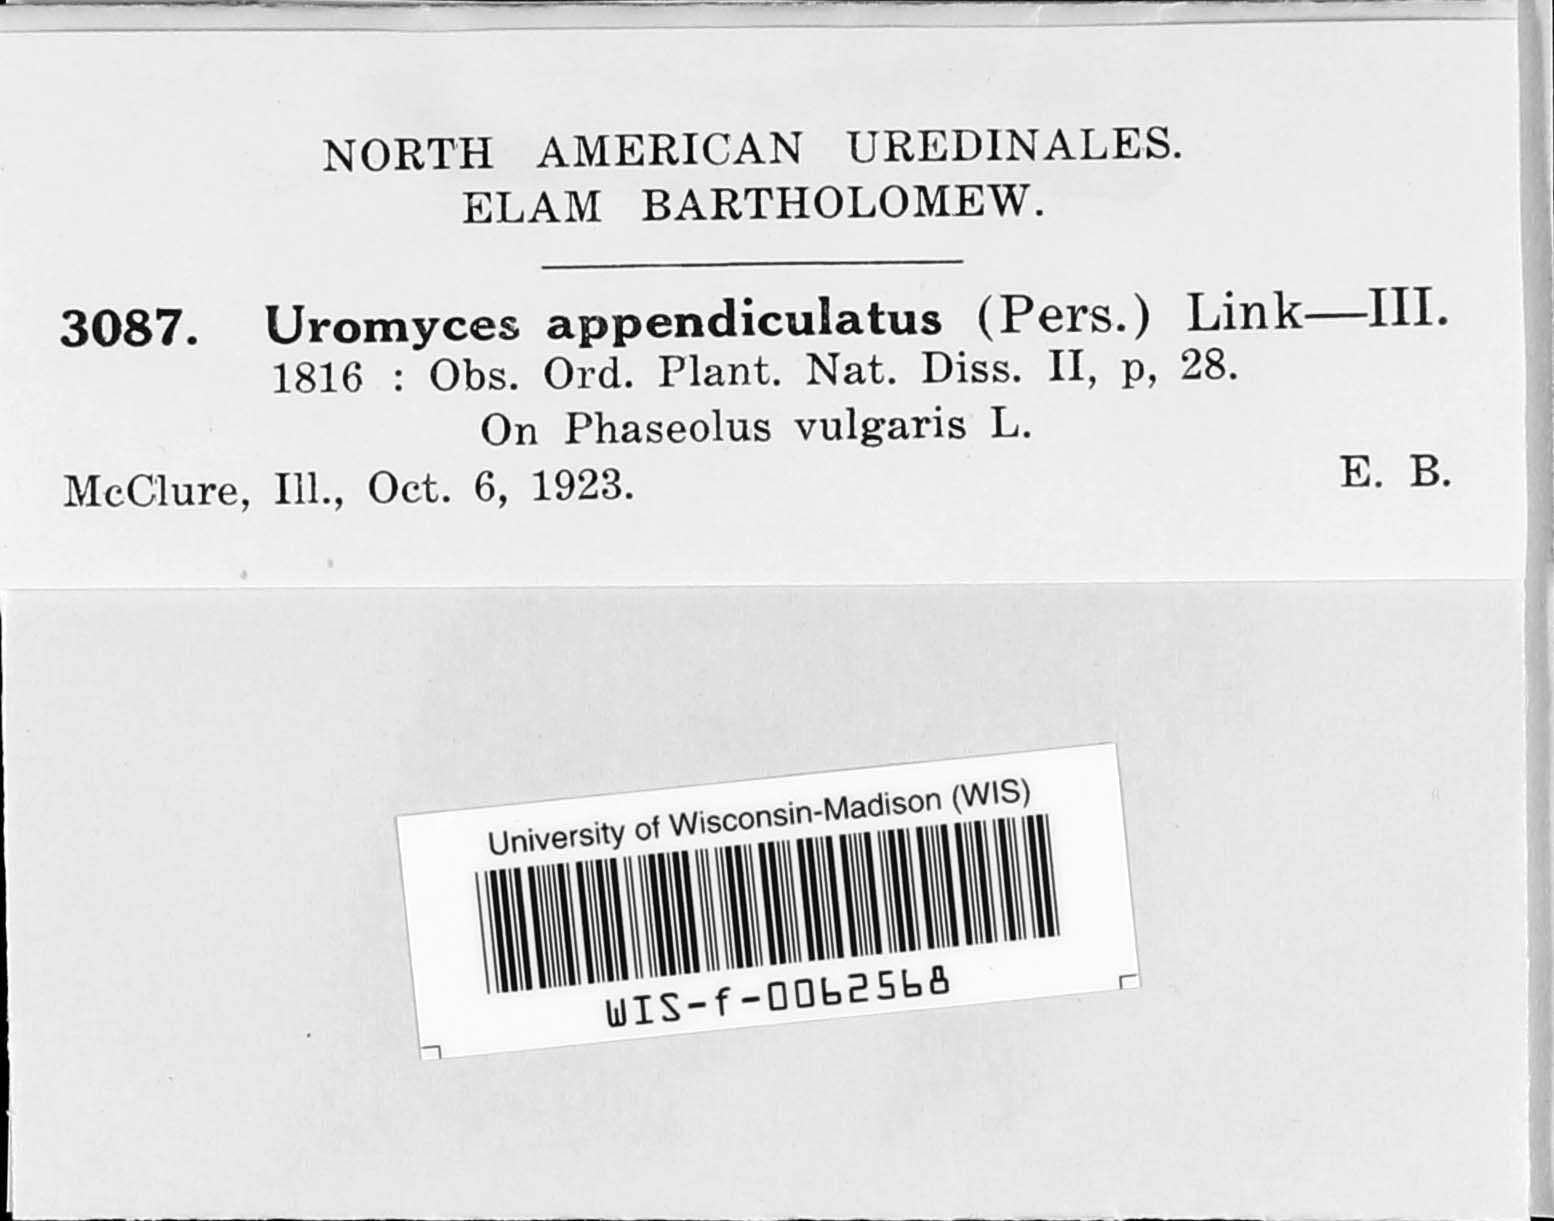 NORTH AMERICAN UREDINALES.
ELAM BARTHOLOMEW.
3087. Uromyces appendiculatus (Pers.) Link—III.
1816 : Obs. Ord. Plant. Nat. Diss. II, p, 28.
On Phaseolus vulgaris L.
McClure, Ill., Oct. 6, 1923. E. B.
University of Wisconsin-Madison (WIS)
WIS-f-0062568